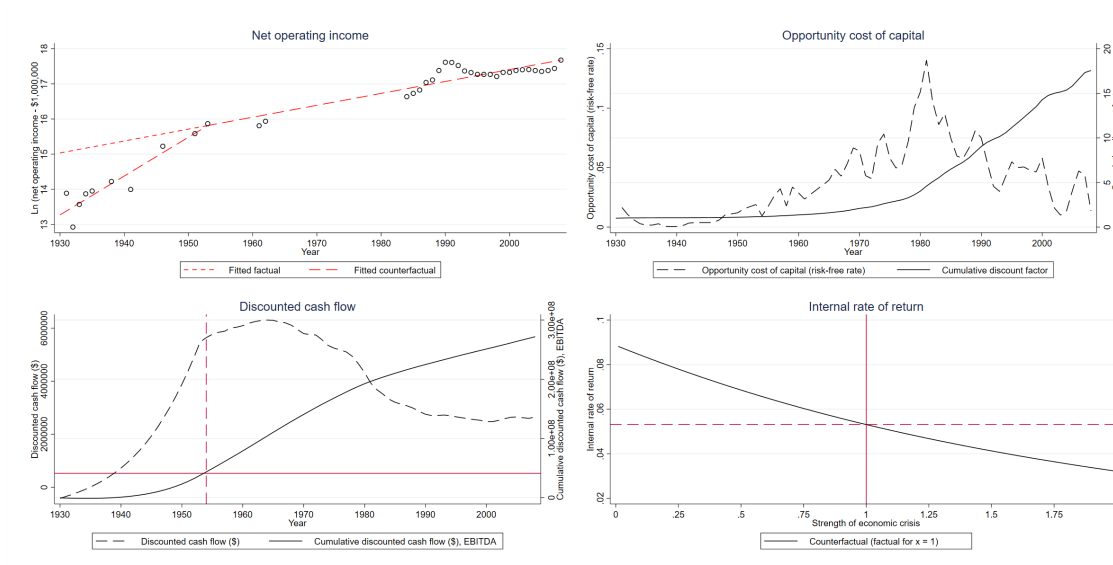 Net operating income
Ln (net operating income - $1,000,000)
18
17
16
15
14
13
1930 1940 1950 1960 1970 1980 1990 2000
Year
Fitted factual Fitted counterfactual
Opportunity cost of capital
Opportunity cost of capital (risk-free rate)
.15
.1
.05
0
20
15
10
5
0
1930 1940 1950 1960 1970 1980 1990 2000
Year
Opportunity cost of capital (risk-free rate) Cumulative discount factor
Discounted cash flow
Discounted cash flow ($)
6000000
4000000
2000000
0
3.00e+08
2.00e+08
1.00e+08
0
Cumulative discounted cash flow ($), EBITDA
1930 1940 1950 1960 1970 1980 1990 2000
Year
Discounted cash flow ($) Cumulative discounted cash flow ($), EBITDA
Internal rate of return
Internal rate of return
.1
.08
.06
.04
.02
0 .25 .5 .75 1 1.25 1.5 1.75
Strength of economic crisis
Counterfactual (factual for x = 1)